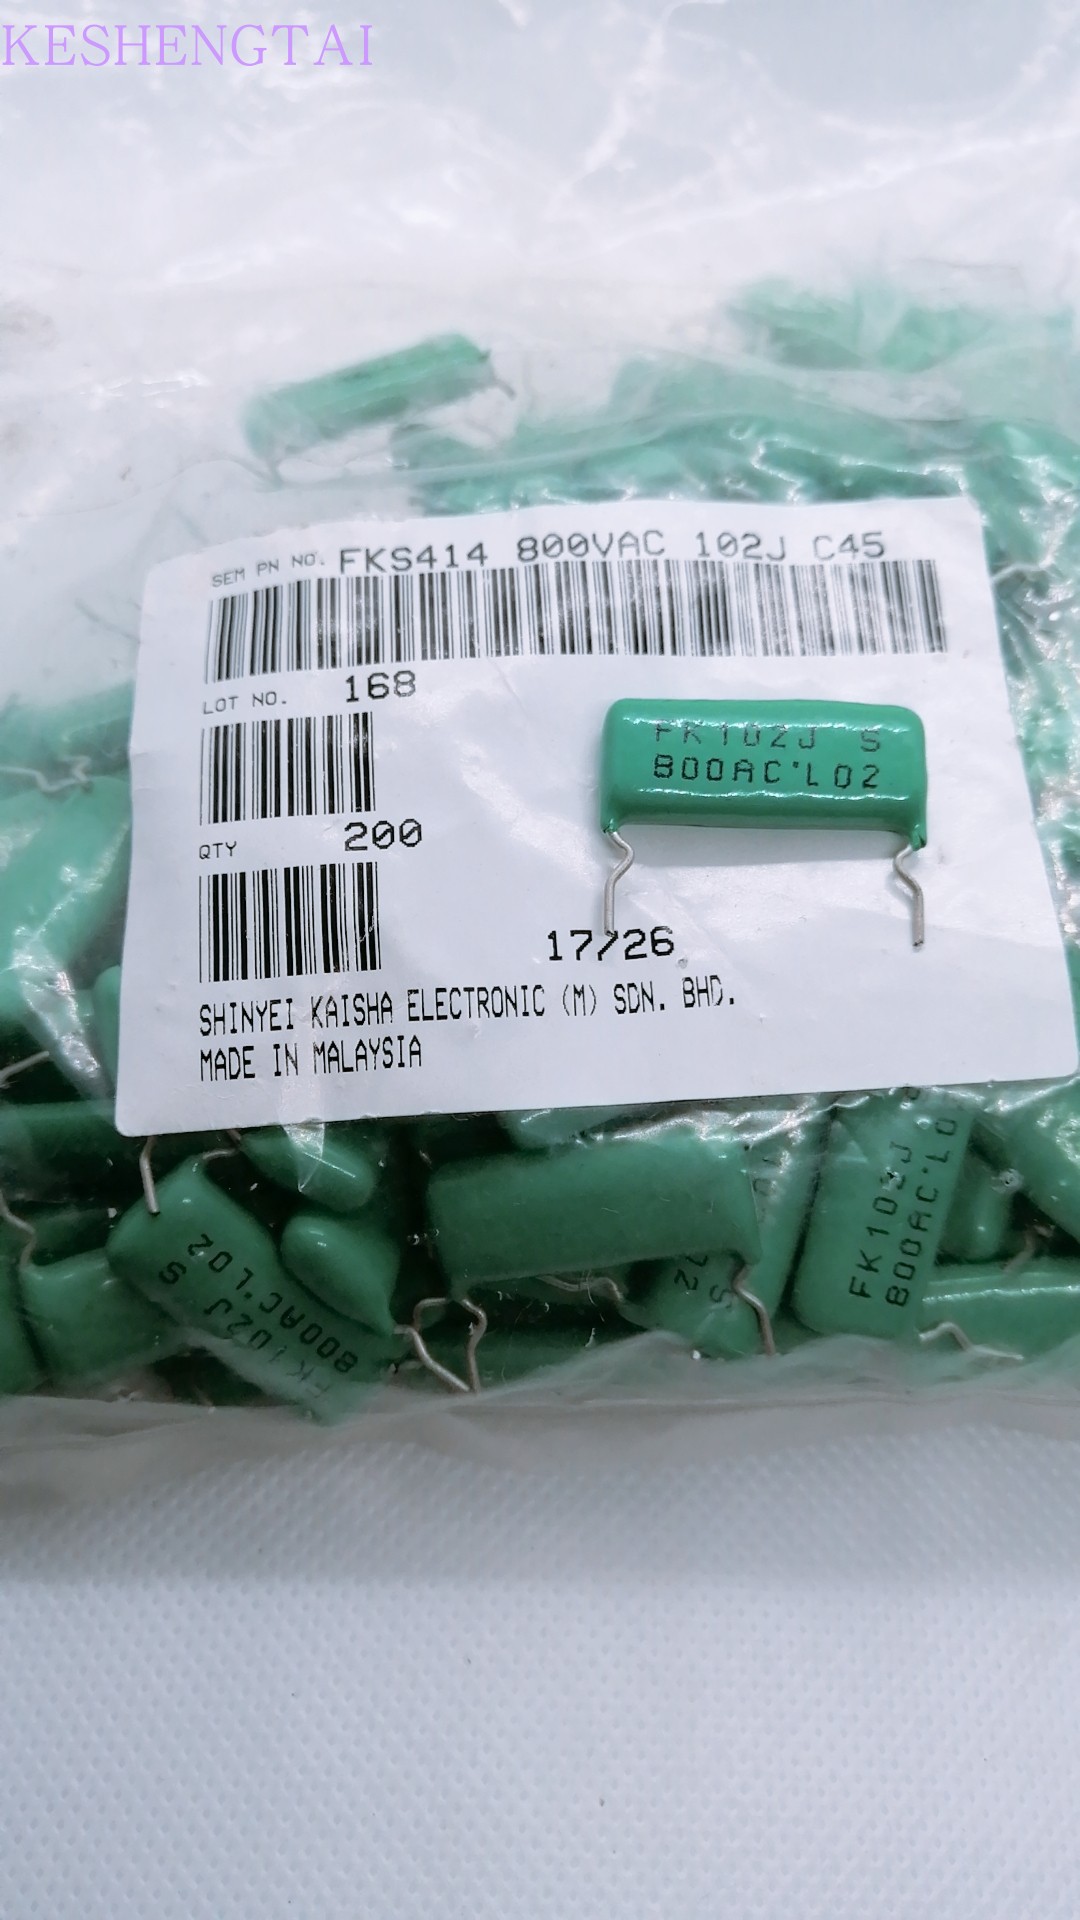 KESHENGTAI
SEM PN NO. FKS414 800VAC 102J C45
LOT NO. 168
FK102J S
800AC'L02
QTY 200
17/26
SHINYEI KAISHA ELECTRONIC (M) SDN. BHD.
MADE IN MALAYSIA
FK102J S
800AC'L02
FK102J
800AC'L0